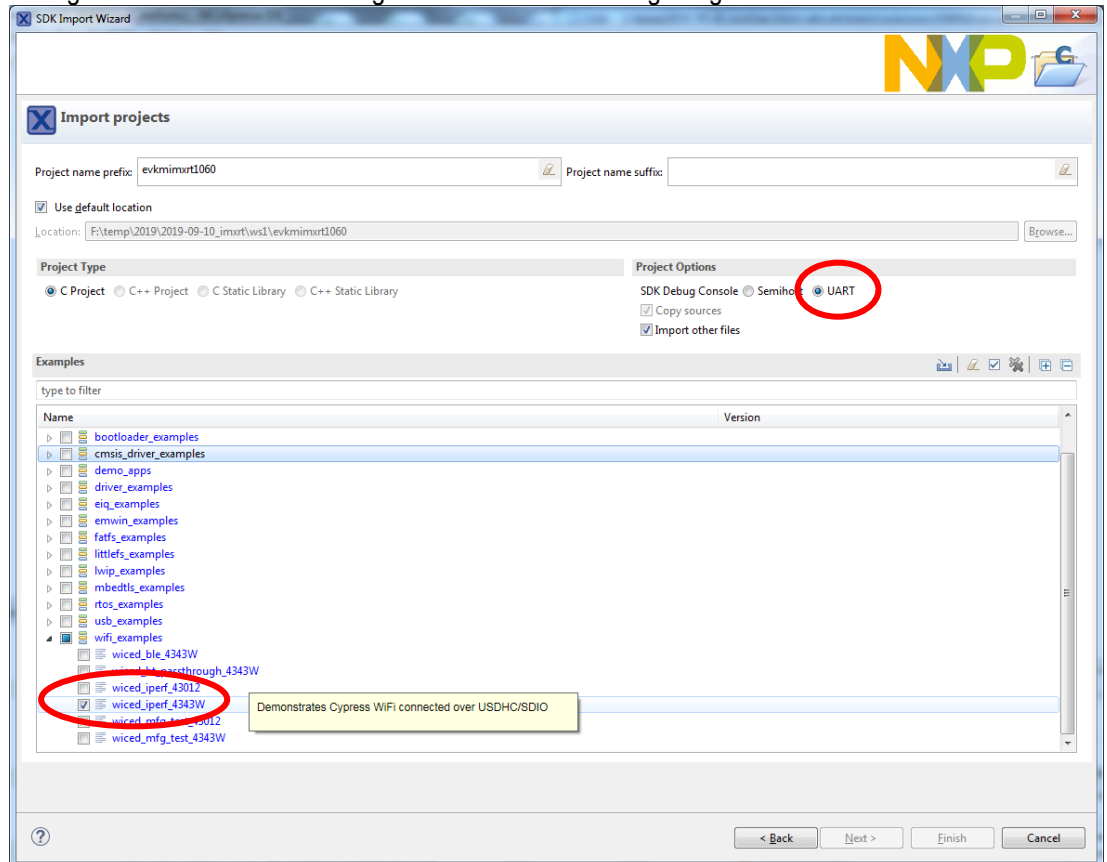 SDK Import Wizard
NXP
Import projects
Project name prefix: evkmimxrt1060 Project name suffix:
Use default location
Location: F:\temp\2019\2019-09-10_imxrt\ws1\evkmimxrt1060 Browse...
Project Type Project Options
C Project C++ Project C Static Library C++ Static Library SDK Debug Console Semihost UART
Copy sources
Import other files
Examples
type to filter
Name Version
bootloader_examples
cmsis_driver_examples
demo_apps
driver_examples
eiq_examples
emwin_examples
fatfs_examples
littlefs_examples
lwip_examples
mbedtls_examples
rtos_examples
usb_examples
wifi_examples
wiced_ble_4343W
wiced_bt_passthrough_4343W
wiced_iperf_43012
wiced_iperf_4343W
Demonstrates Cypress WiFi connected over USDHC/SDIO
wiced_mfg_test_43012
wiced_mfg_test_4343W
< Back Next > Finish Cancel